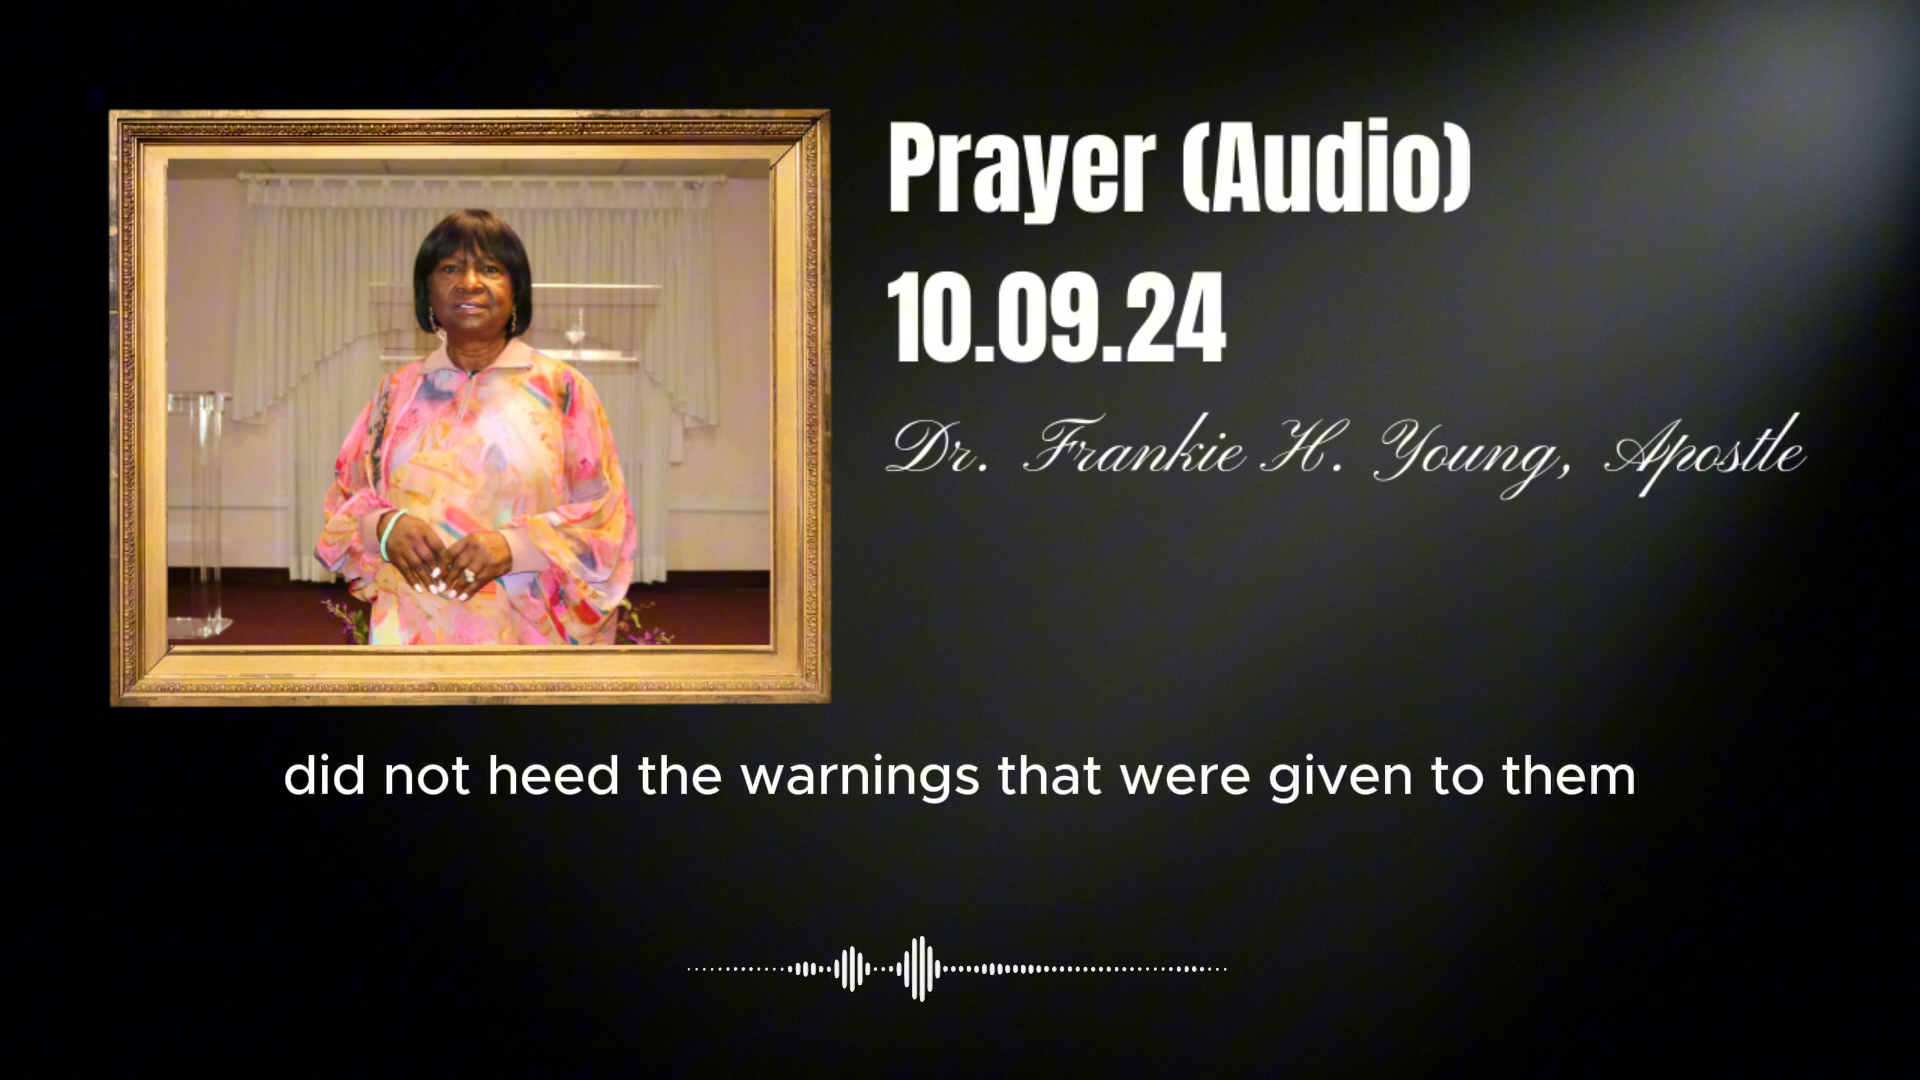 Prayer (Audio)
10.09.24
Dr. Frankie H. Young, Apostle
did not heed the warnings that were given to them